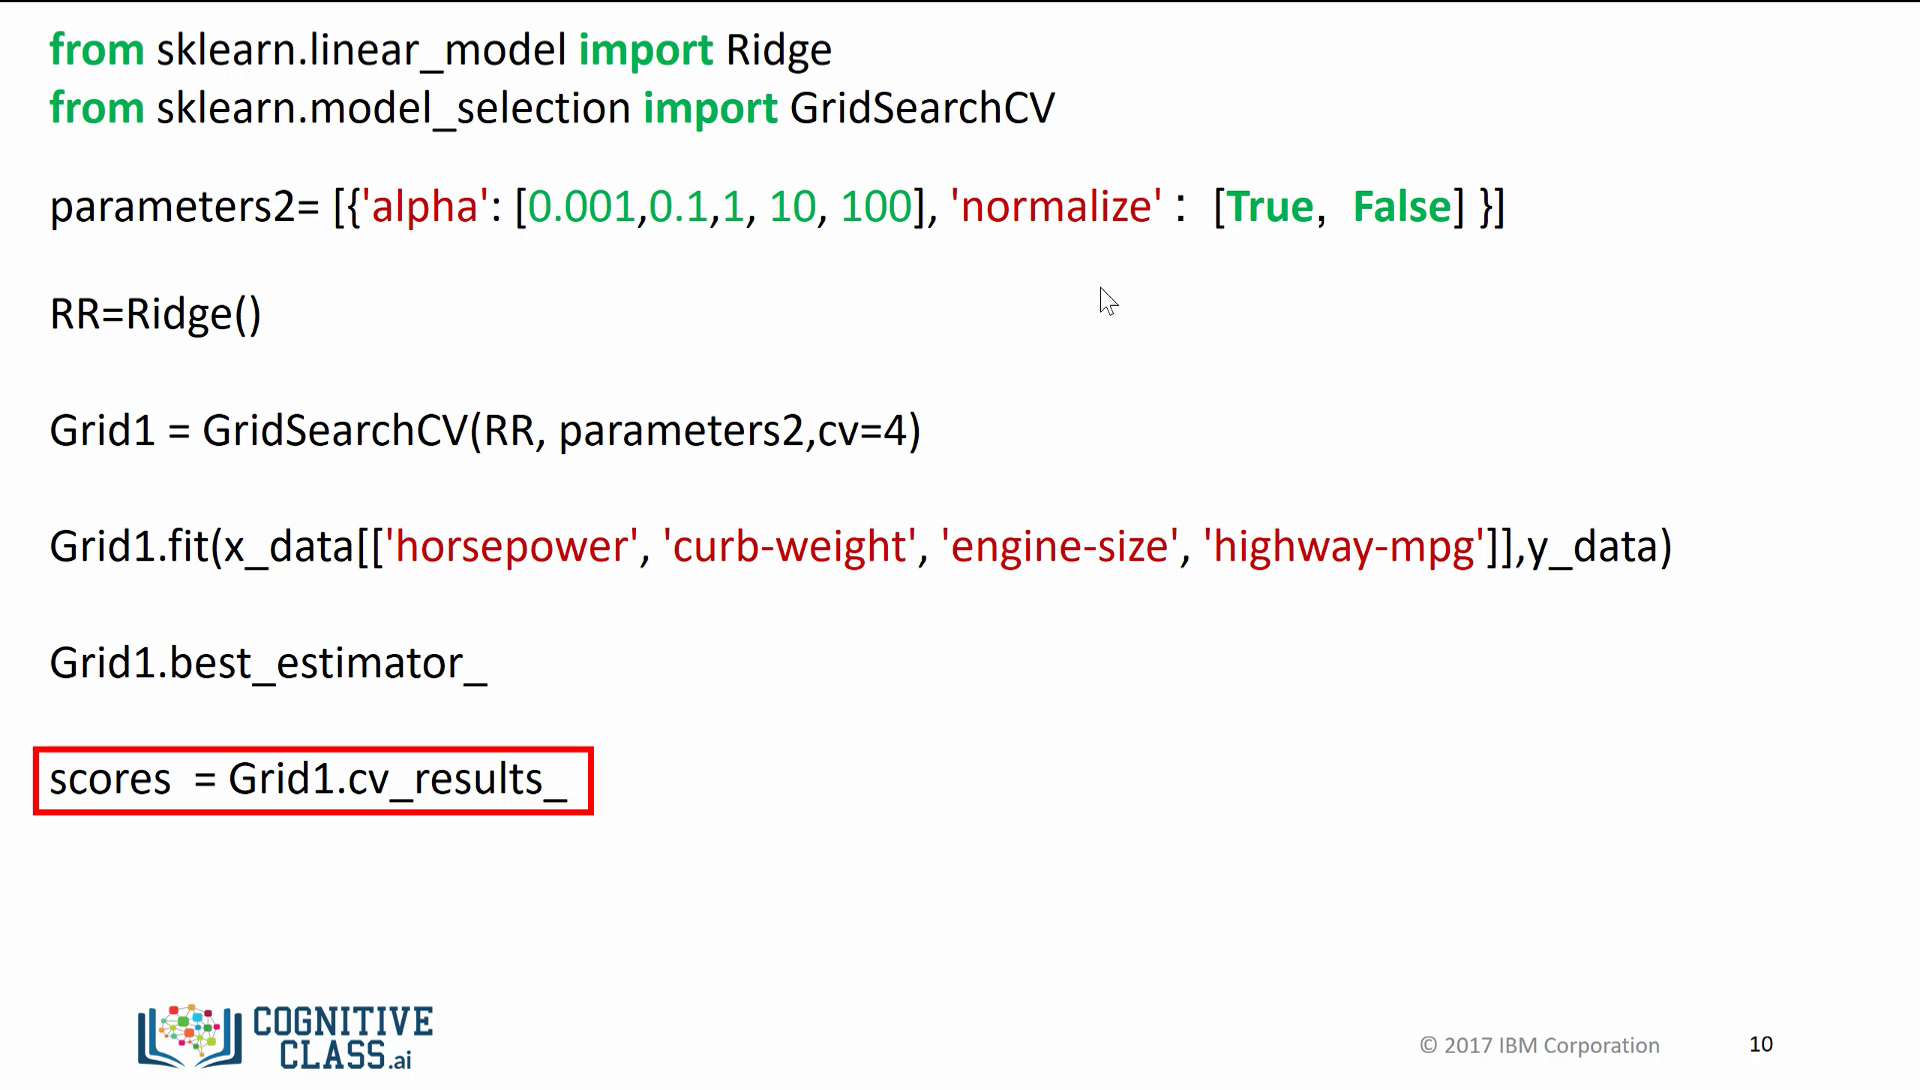 from sklearn.linear_model import Ridge
from sklearn.model_selection import GridSearchCV
parameters2= [{'alpha': [0.001,0.1,1, 10, 100], 'normalize' : [True, False] }]
RR=Ridge()
Grid1 = GridSearchCV(RR, parameters2,cv=4)
Grid1.fit(x_data[['horsepower', 'curb-weight', 'engine-size', 'highway-mpg']],y_data)
Grid1.best_estimator_
scores = Grid1.cv_results_
COGNITIVE
CLASS.ai
© 2017 IBM Corporation 10